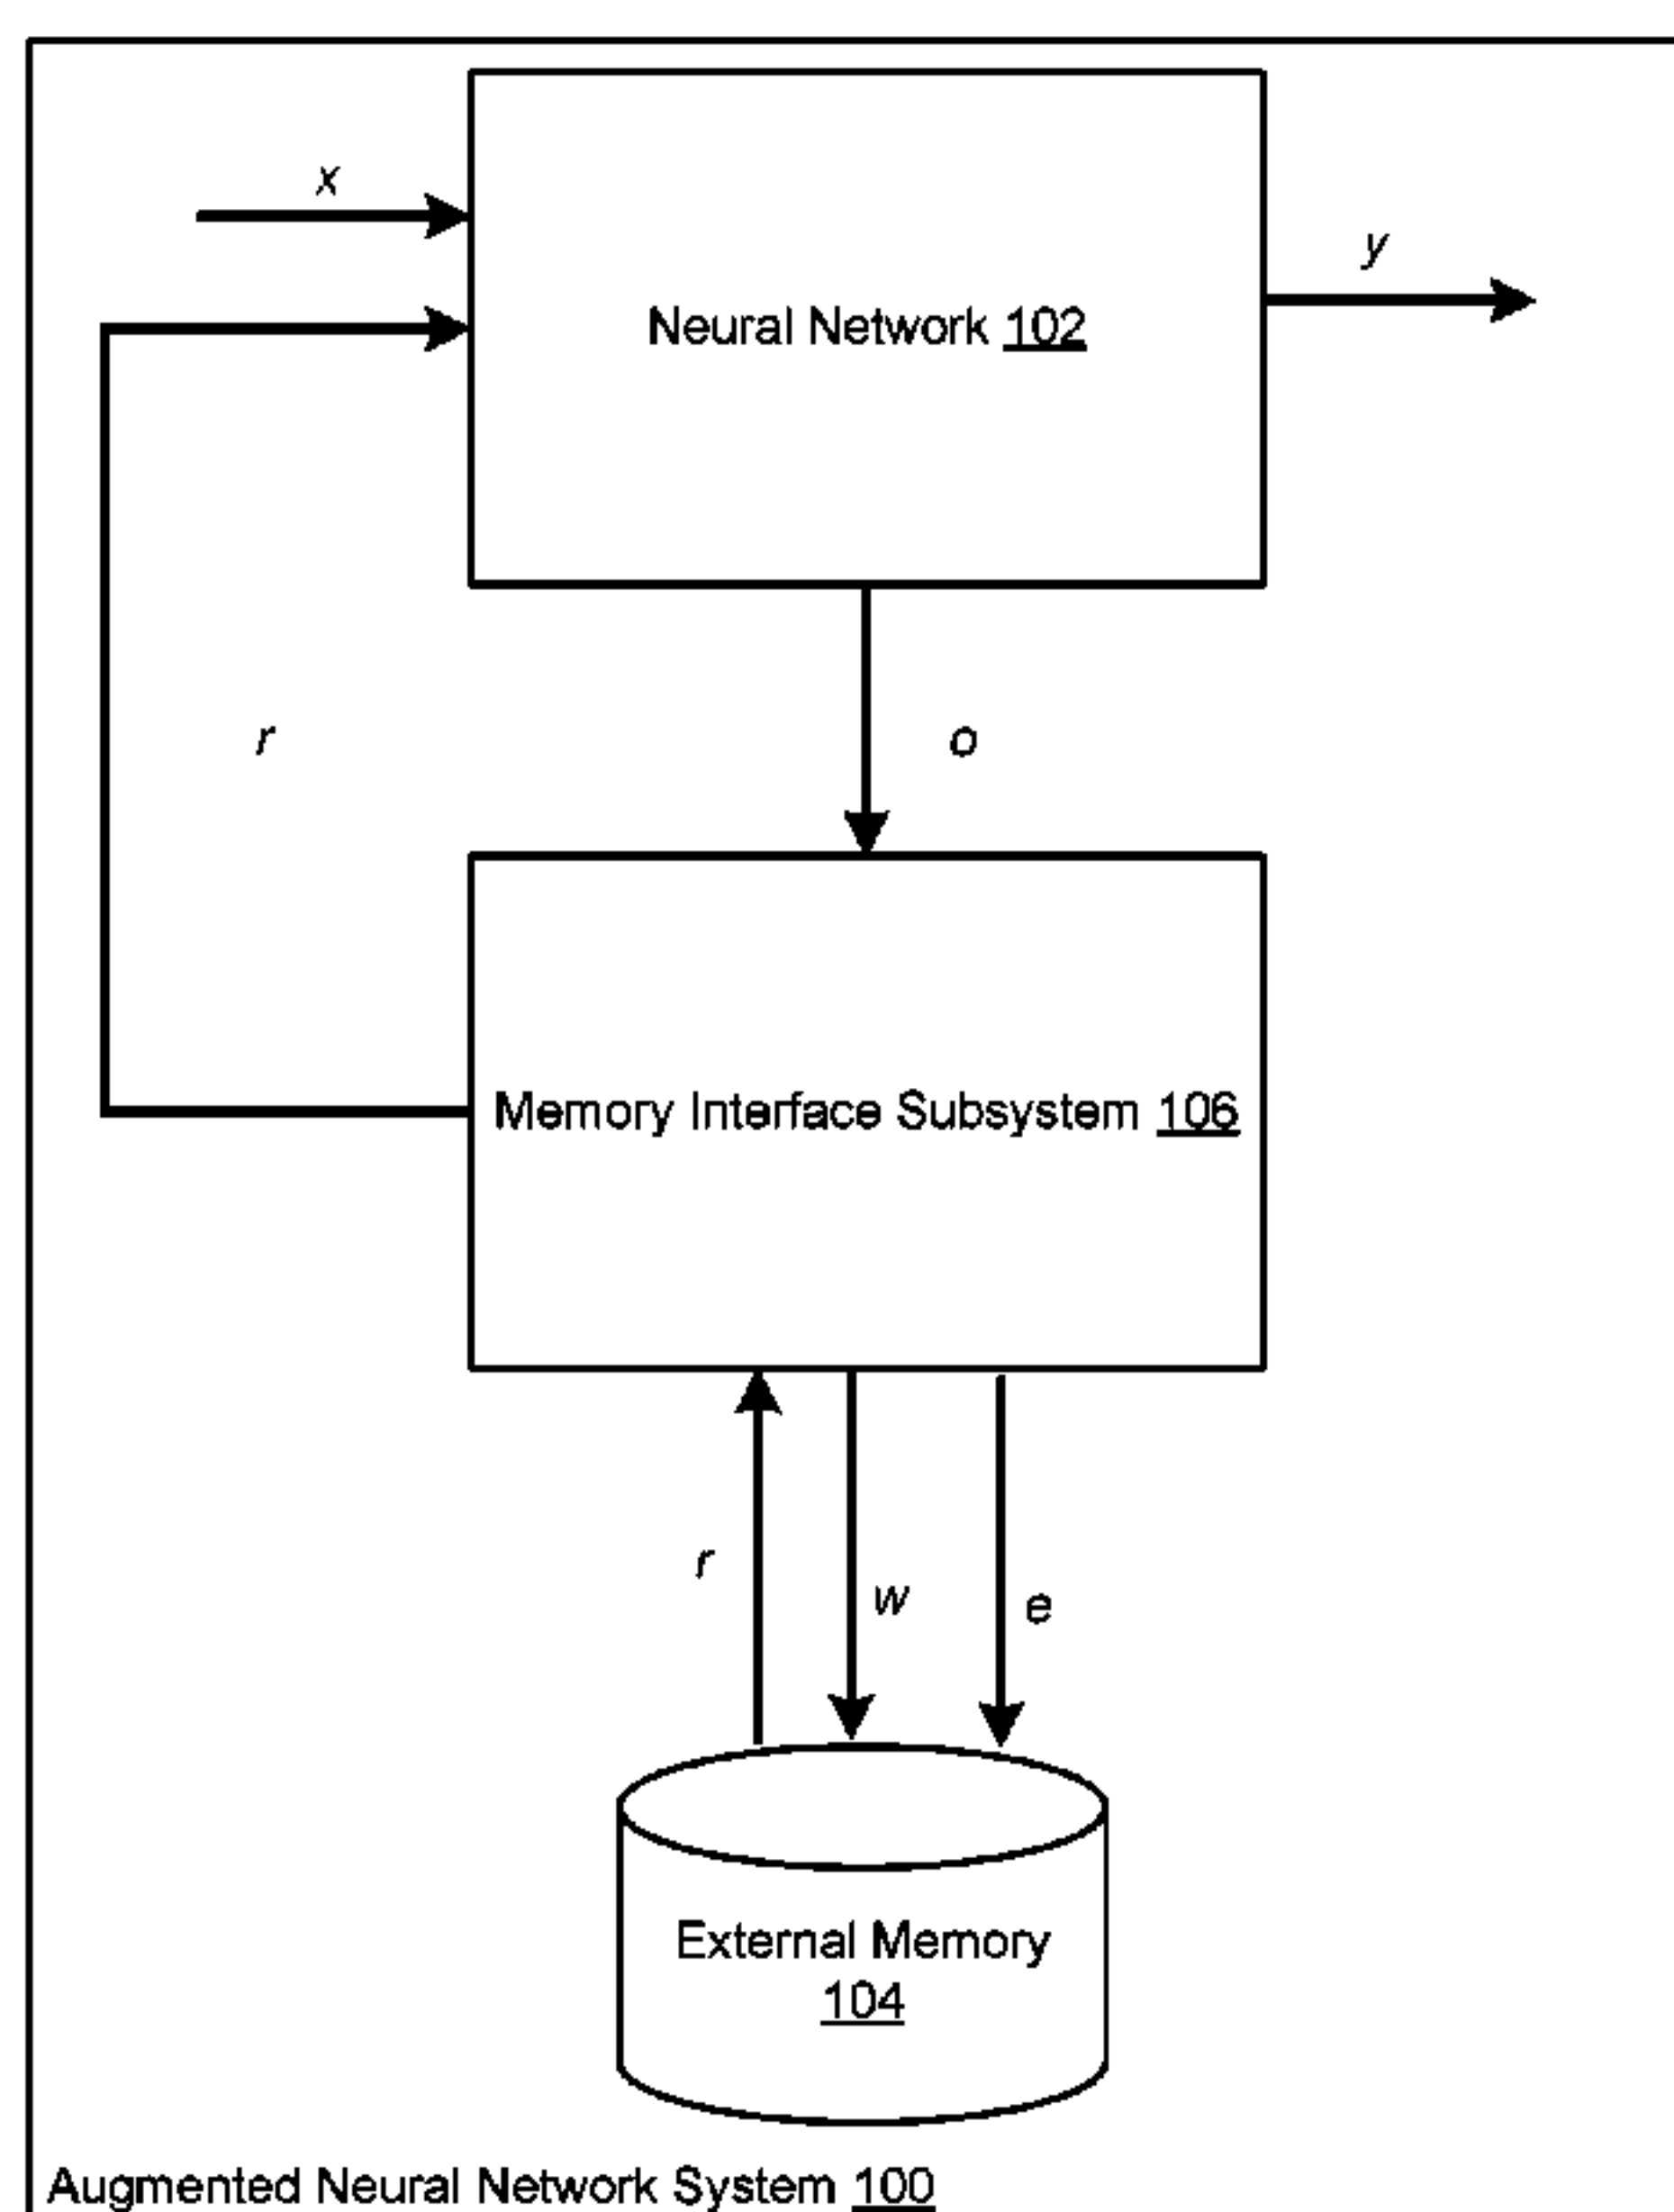 x
y
Neural Network 102
r
o
Memory Interface Subsystem 106
r
w
e
External Memory
104
Augmented Neural Network System 100